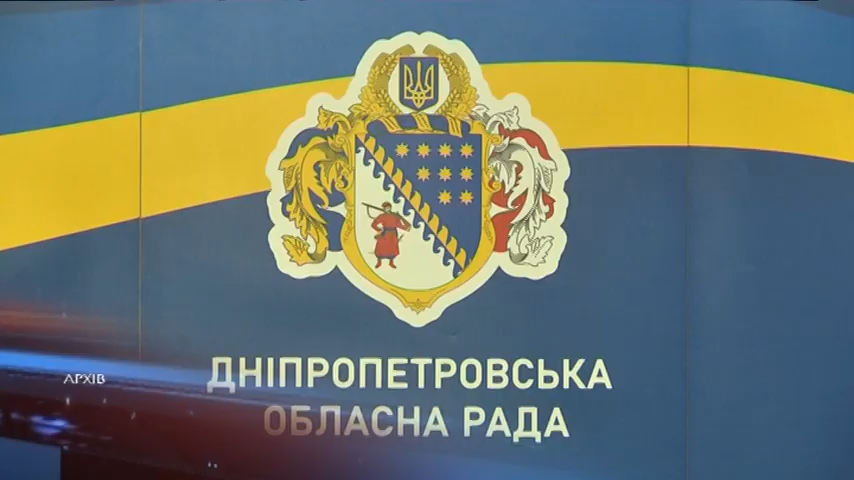 АРХІВ
ДНІПРОПЕТРОВСЬКА
ОБЛАСНА РАДА